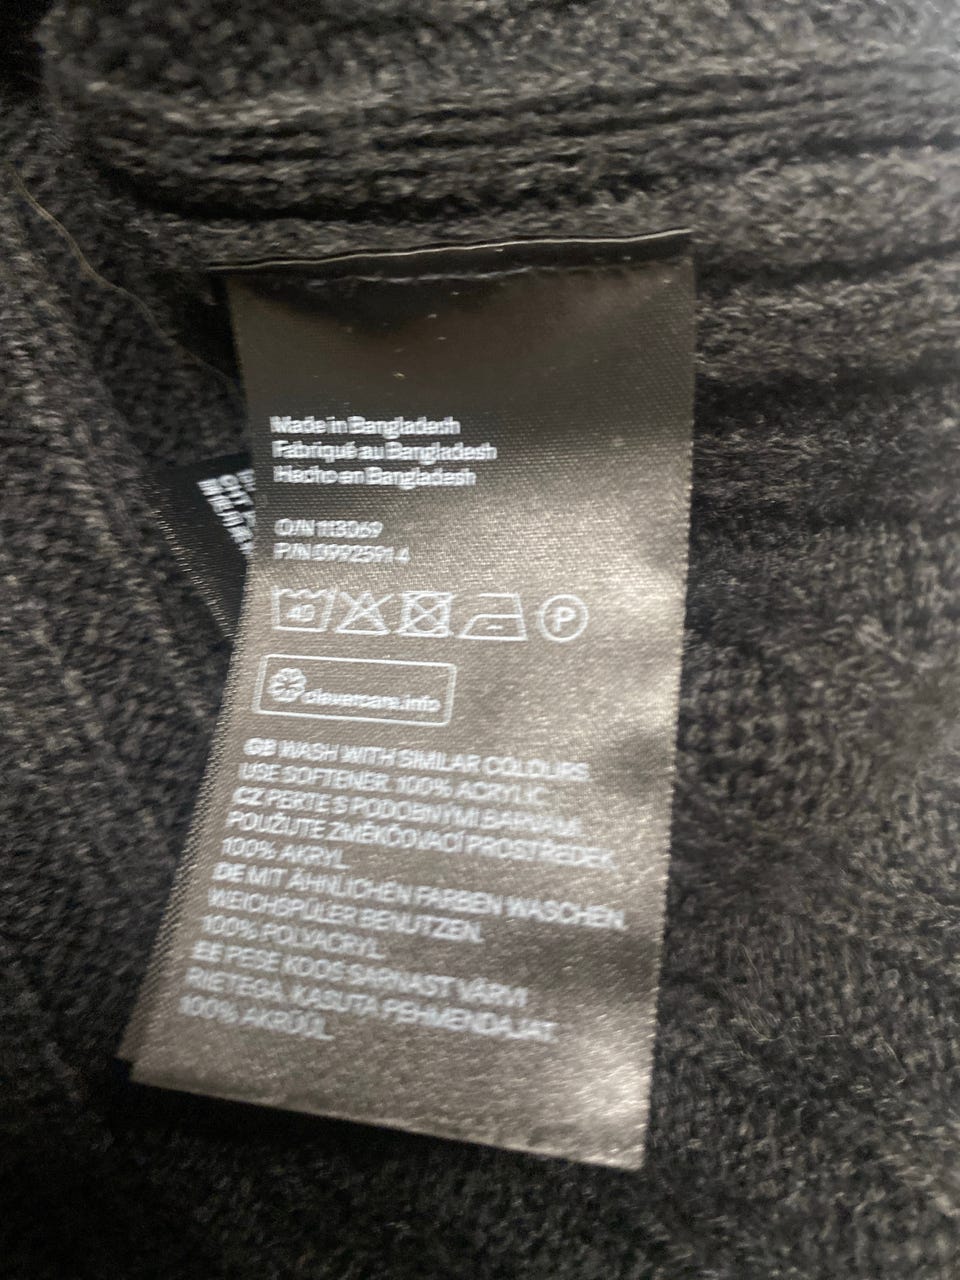 Made in Bangladesh
Fabriqué au Bangladesh
Hecho en Bangladesh
O/N 113069
P/N
40
P
clevercare.info
GB WASH WITH SIMILAR COLOURS.
USE SOFTENER. 100% ACRYLIC
CZ PERTE S PODOBNÝMI BARVAMI.
POUŽIJTE ZMĚKČOVACÍ PROSTŘEDEK.
100% AKRYL
DE MIT ÄHNLICHEN FARBEN WASCHEN.
WEICHSPÜLER BENUTZEN.
100% POLYACRYL
EE PESE KOOS SARNAST VÄRVI
RIETEGA. KASUTA PEHMENDAJAT.
100% AKRÜÜL